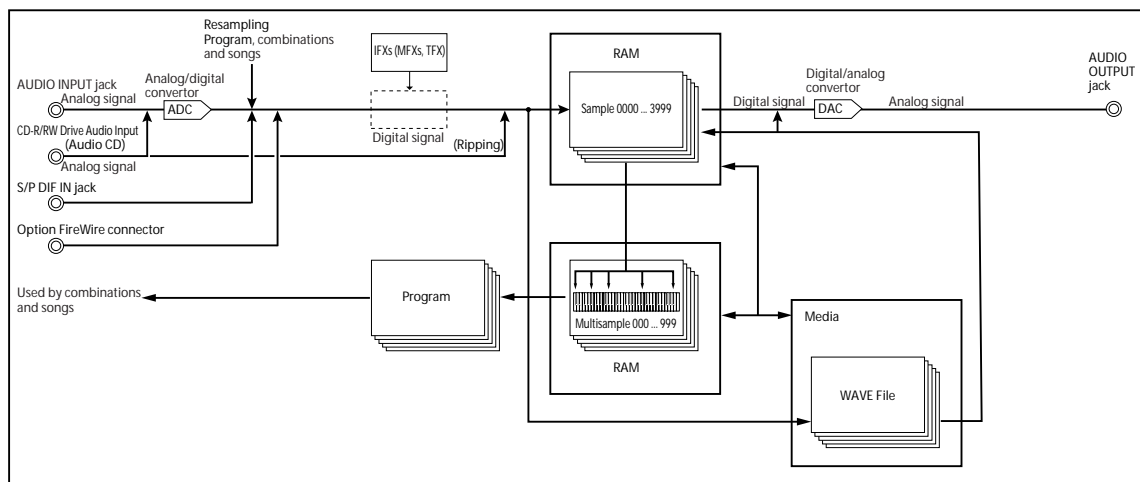 Resampling
Program, combinations
and songs
IFXs (MFXs, TFX)
RAM
AUDIO
OUTPUT
jack
AUDIO INPUT jack
Analog signal
Analog/digital
convertor
ADC
Sample 0000 ... 3999
Digital signal
Digital/analog
convertor
DAC
Analog signal
CD-R/RW Drive Audio Input
(Audio CD)
Analog signal
Digital signal
(Ripping)
S/P DIF IN jack
Option FireWire connector
Used by combinations
and songs
Program
Multisample 000 ... 999
RAM
Media
WAVE File